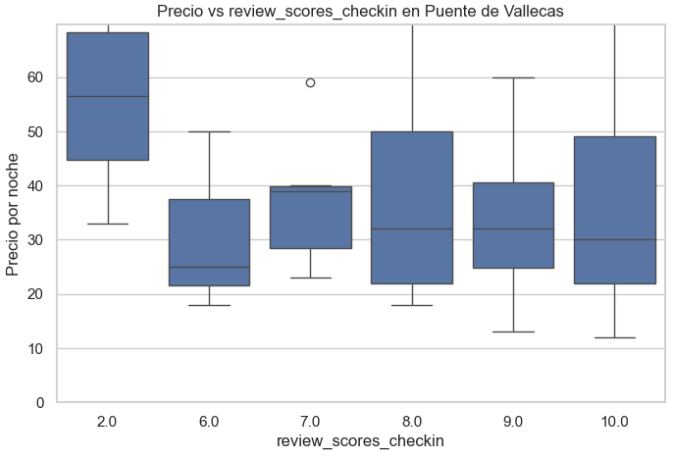 Precio vs review_scores_checkin en Puente de Vallecas
Precio por noche
60
50
40
30
20
10
0
2.0 6.0 7.0 8.0 9.0 10.0
review_scores_checkin